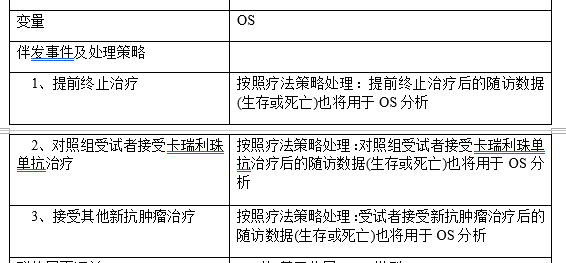 变量
OS
伴发事件及处理策略
1、提前终止治疗
按照疗法策略处理：提前终止治疗后的随访数据
(生存或死亡)也将用于 OS 分析
2、对照组受试者接受卡瑞利珠
单抗治疗
按照疗法策略处理：对照组受试者接受卡瑞利珠单
抗治疗后的随访数据(生存或死亡)也将用于 OS 分
析
3、接受其他新抗肿瘤治疗
按照疗法策略处理：受试者接受新抗肿瘤治疗后的
随访数据(生存或死亡)也将用于 OS 分析